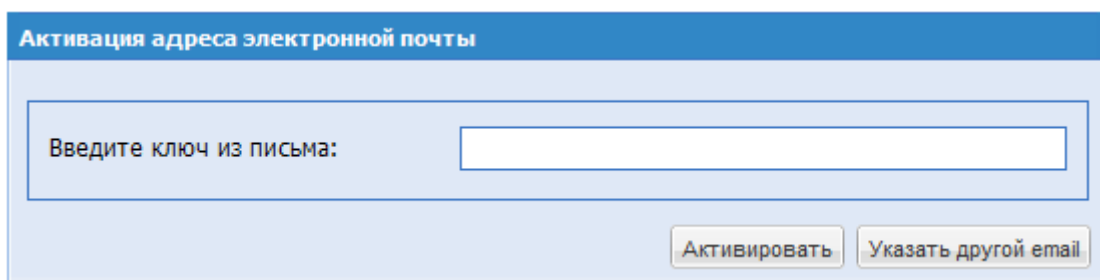 Активация адреса электронной почты
Введите ключ из письма:
Активировать Указать другой email